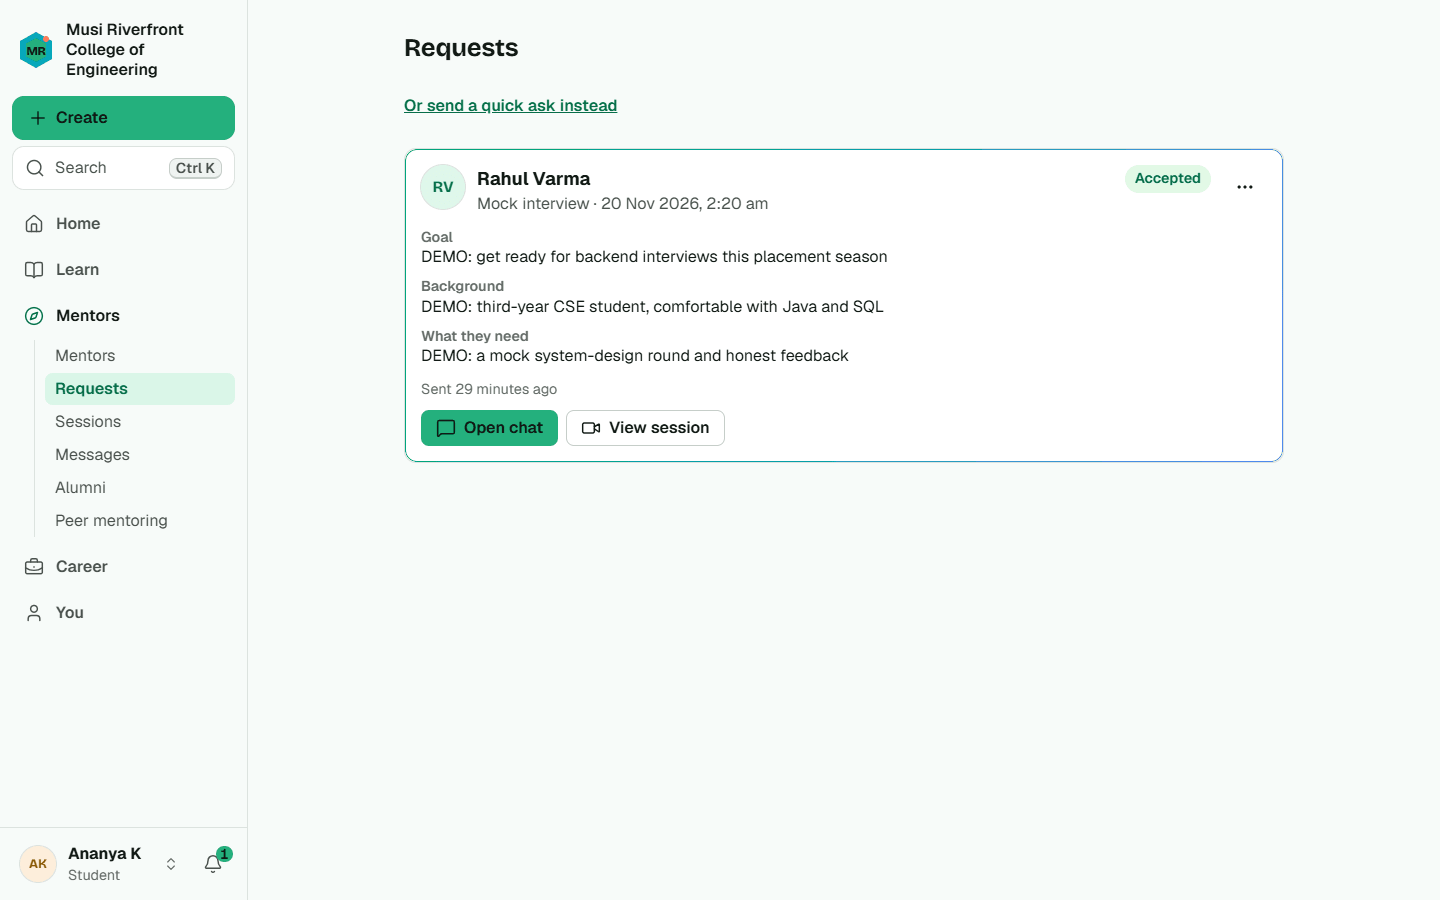 MR
Musi Riverfront
College of
Engineering
Create
Search
Ctrl K
Home
Learn
Mentors
Mentors
Requests
Sessions
Messages
Alumni
Peer mentoring
Career
You
AK
Ananya K
Student
1
Requests
Or send a quick ask instead
RV
Rahul Varma
Mock interview · 20 Nov 2026, 2:20 am
Accepted
Goal
DEMO: get ready for backend interviews this placement season
Background
DEMO: third-year CSE student, comfortable with Java and SQL
What they need
DEMO: a mock system-design round and honest feedback
Sent 29 minutes ago
Open chat
View session